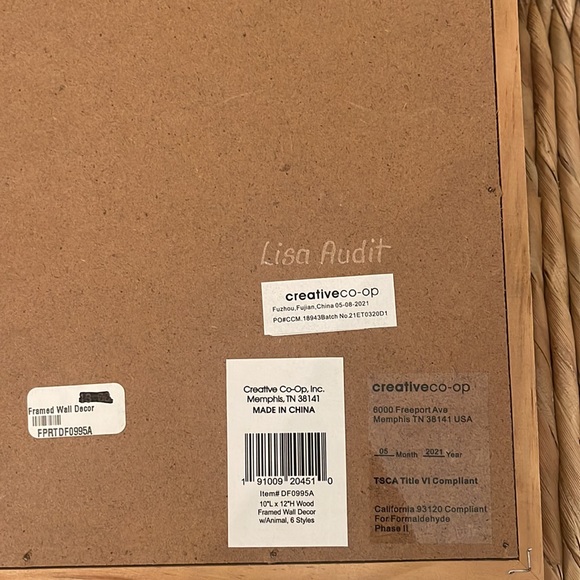 Lisa Audit
creativeco-op
Fuzhou,Fujian,China 05-08-2021
PO#CCM.18943Batch No.21ET0320D1
Framed Wall Decor
FPRTDF0995A
Creative Co-Op, Inc.
Memphis, TN 38141
MADE IN CHINA
1 91009 20451 0
Item# DF0995A
10"L x 12"H Wood
Framed Wall Decor
w/Animal, 6 Styles
creativeco-op
6000 Freeport Ave
Memphis TN 38141 USA
05 Month 2021 Year
TSCA Title VI Compliant
California 93120 Compliant
For Formaldehyde
Phase II